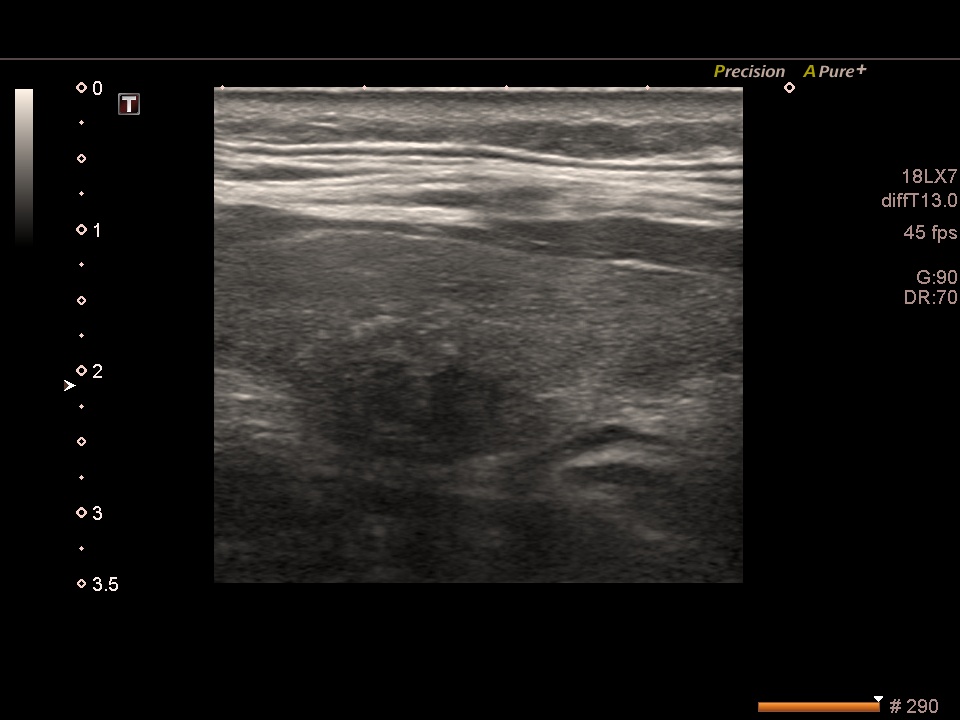 Precision A Pure+
0
T
1
2
3
3.5
18LX7
diffT13.0
45 fps
G:90
DR:70
# 290